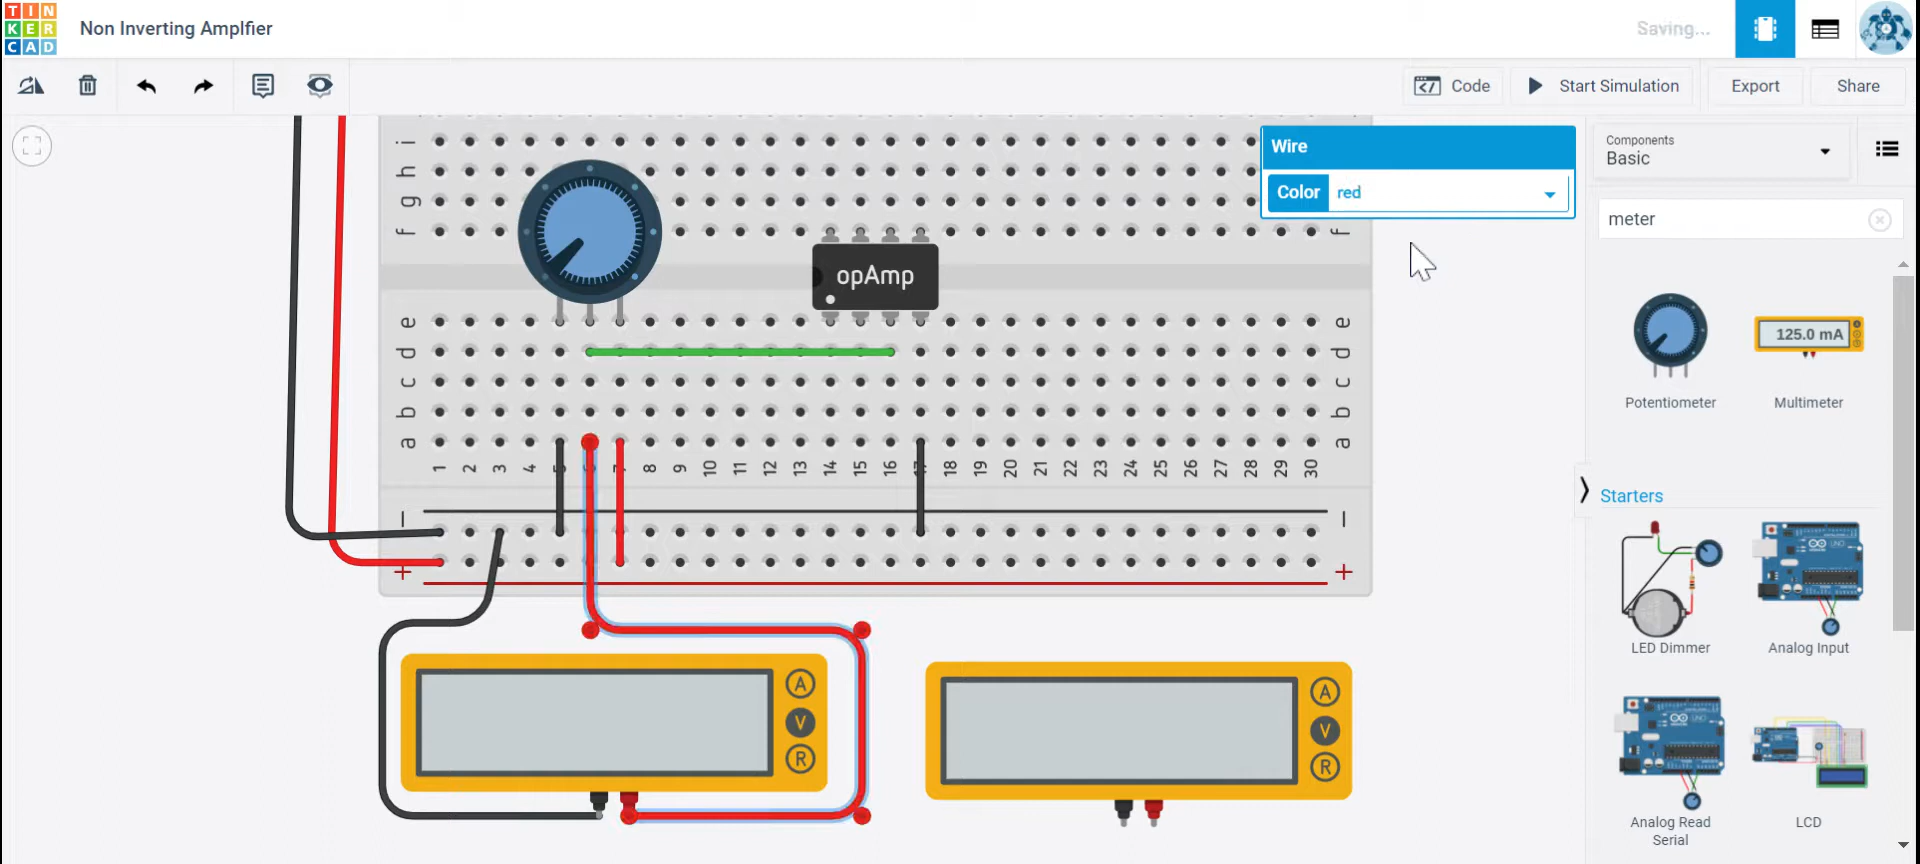 TIN
KER
CAD
Non Inverting Amplfier
Saving...
Code
Start Simulation
Export
Share
Wire
Color red
Components
Basic
meter
i
h
g
f f
opAmp
e e
d d
c c
b b
a a
1 2 3 4 5 6 7 8 9 10 11 12 13 14 15 16 17 18 19 20 21 22 23 24 25 26 27 28 29 30
− −
+ +
A
V
R
A
V
R
125.0 mA
Potentiometer
Multimeter
Starters
LED Dimmer
Analog Input
Analog Read
Serial
LCD